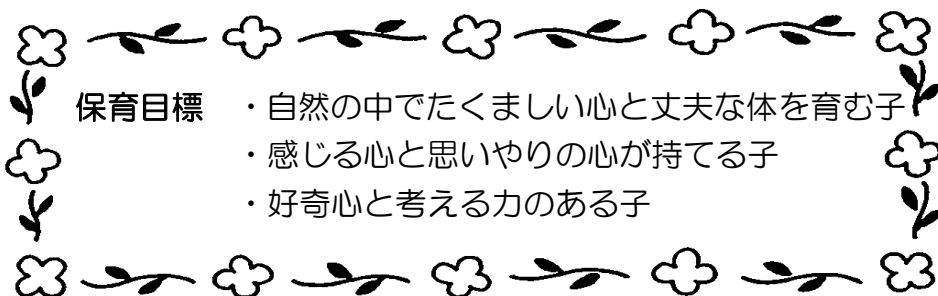 保育目標　・自然の中でたくましい心と丈夫な体を育む子
・感じる心と思いやりの心が持てる子
・好奇心と考える力のある子